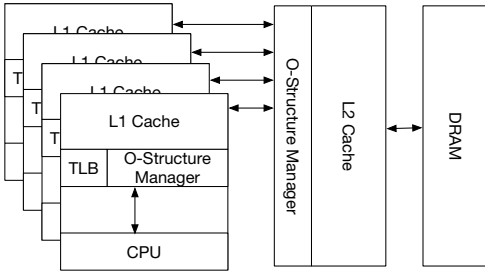 L1 Cache
L1 Cache
L1 Cache
L1 Cache
T
T
T
TLB
O-Structure
Manager
CPU
O-Structure Manager
L2 Cache
DRAM